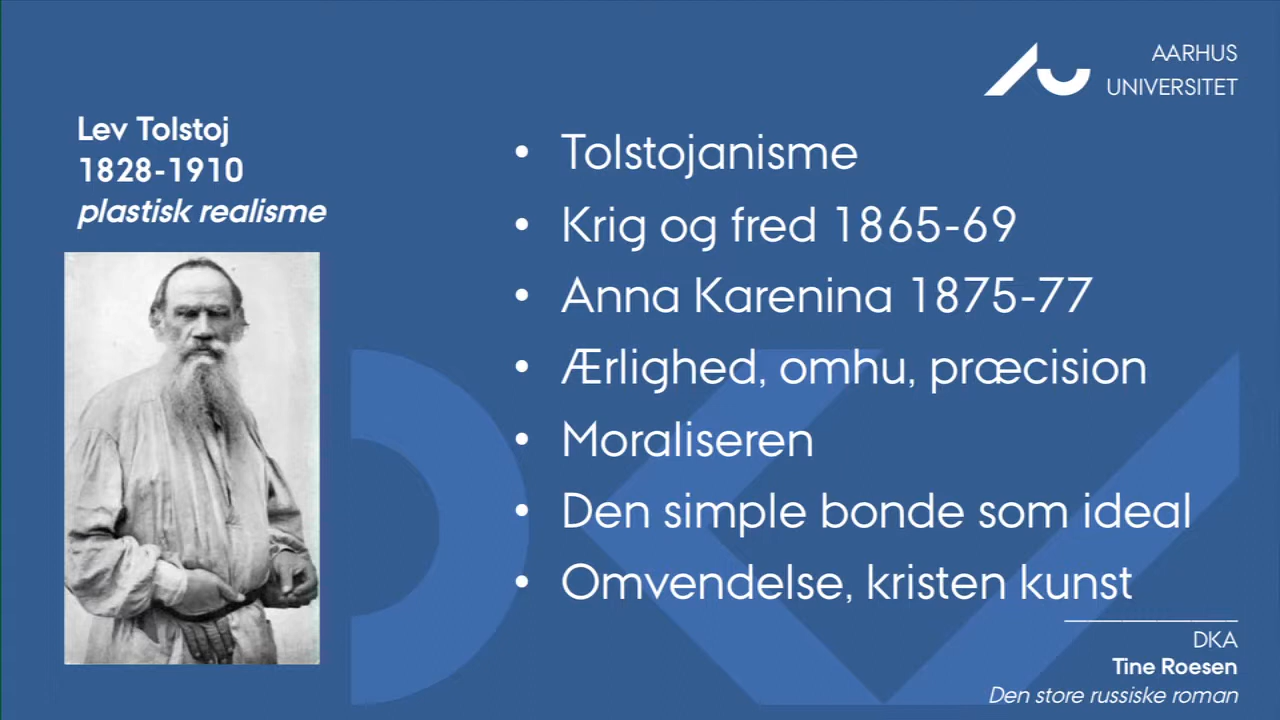 AARHUS
UNIVERSITET
Lev Tolstoj
1828-1910
plastisk realisme
• Tolstojanisme
• Krig og fred 1865-69
• Anna Karenina 1875-77
• Ærlighed, omhu, præcision
• Moraliseren
• Den simple bonde som ideal
• Omvendelse, kristen kunst
DKA
Tine Roesen
Den store russiske roman